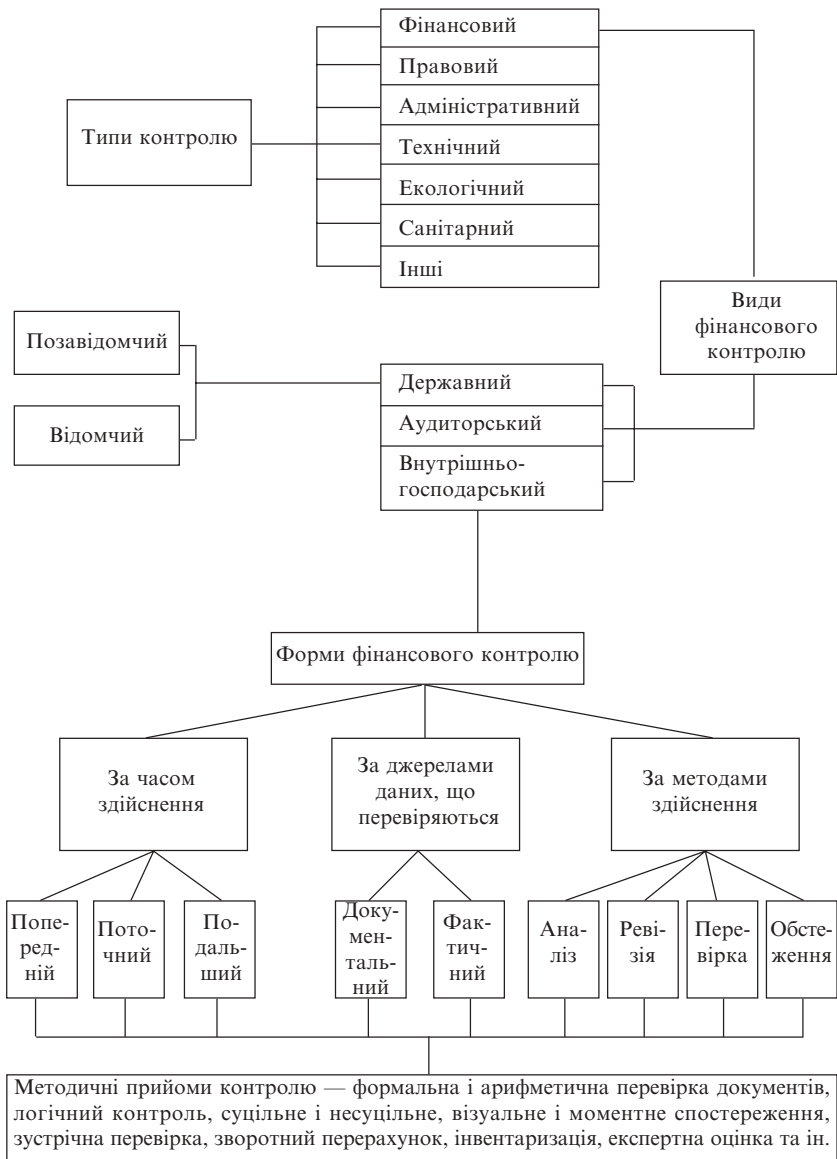 Фінансовий
Правовий
Адміністративний
Типи контролю
Технічний
Екологічний
Санітарний
Інші
Види
фінансового
контролю
Позавідомчий
Відомчий
Державний
Аудиторський
Внутрішньо-
господарський
Форми фінансового контролю
За часом
здійснення
За джерелами
даних, що
перевіряються
За методами
здійснення
Попе-
ред-
ній
Пото-
чний
По-
даль-
ший
Доку-
мен-
таль-
ний
Фак-
тич-
ний
Ана-
ліз
Реві-
зія
Пере-
вірка
Обсте-
ження
Методичні прийоми контролю — формальна і арифметична перевірка документів,
логічний контроль, суцільне і несуцільне, візуальне і моментне спостереження,
зустрічна перевірка, зворотний перерахунок, інвентаризація, експертна оцінка та ін.